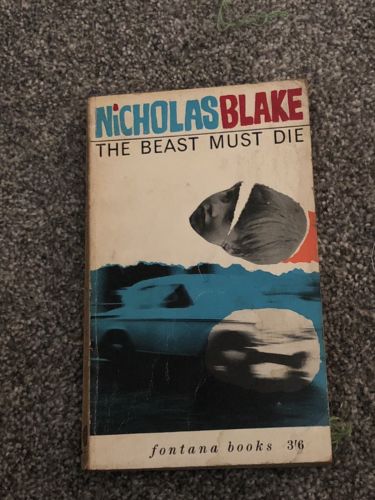 NiCHOLASBLAKE
THE BEAST MUST DIE
fontana books 3'6